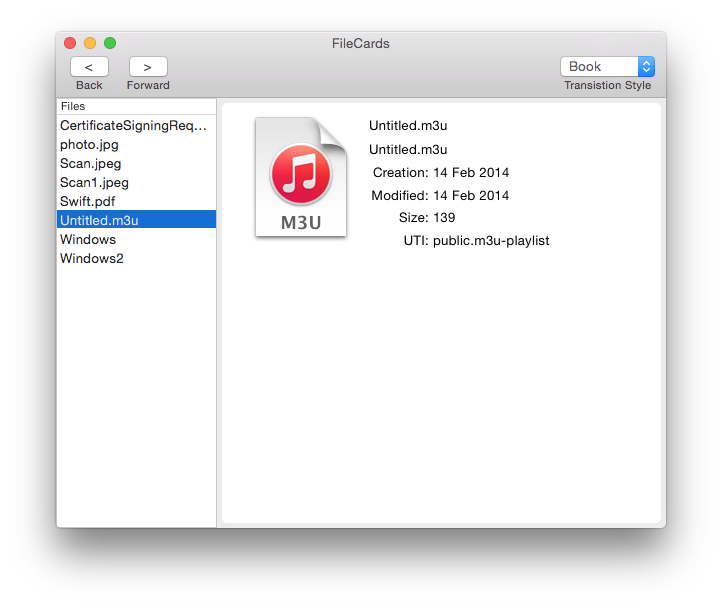 FileCards
<
>
Book
Back
Forward
Transistion Style
Files
CertificateSigningReq...
photo.jpg
Scan.jpeg
Scan1.jpeg
Swift.pdf
Untitled.m3u
Windows
Windows2
M3U
Untitled.m3u
Untitled.m3u
Creation: 14 Feb 2014
Modified: 14 Feb 2014
Size: 139
UTI: public.m3u-playlist